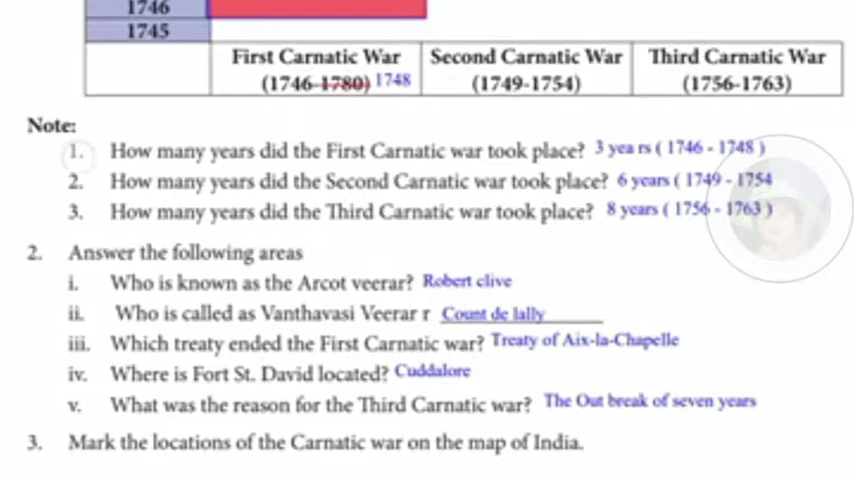 1746
1745
First Carnatic War Second Carnatic War Third Carnatic War
(1746-1780) 1748 (1749-1754) (1756-1763)
Note:
1. How many years did the First Carnatic war took place? 3 yea rs ( 1746 - 1748 )
2. How many years did the Second Carnatic war took place? 6 years ( 1749 - 1754
3. How many years did the Third Carnatic war took place? 8 years ( 1756 - 1763 )
2. Answer the following areas
i. Who is known as the Arcot veerar? Robert clive
ii. Who is called as Vanthavasi Veerar r Count de lally
iii. Which treaty ended the First Carnatic war? Treaty of Aix-la-Chapelle
iv. Where is Fort St. David located? Cuddalore
v. What was the reason for the Third Carnatic war? The Out break of seven years
3. Mark the locations of the Carnatic war on the map of India.